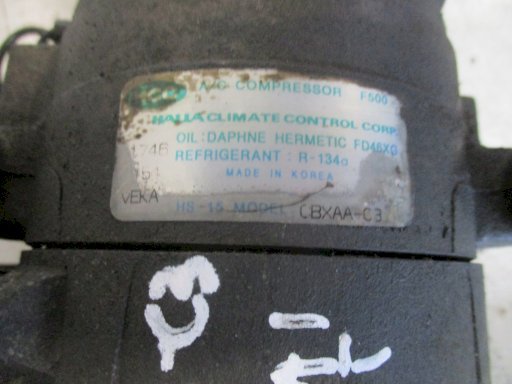 A/C COMPRESSOR F500
HALLA CLIMATE CONTROL CORP.
OIL: DAPHNE HERMETIC FD46XG
REFRIGERANT: R-134a
MADE IN KOREA
VEKA
HS-15 MODEL CBXAA-C3